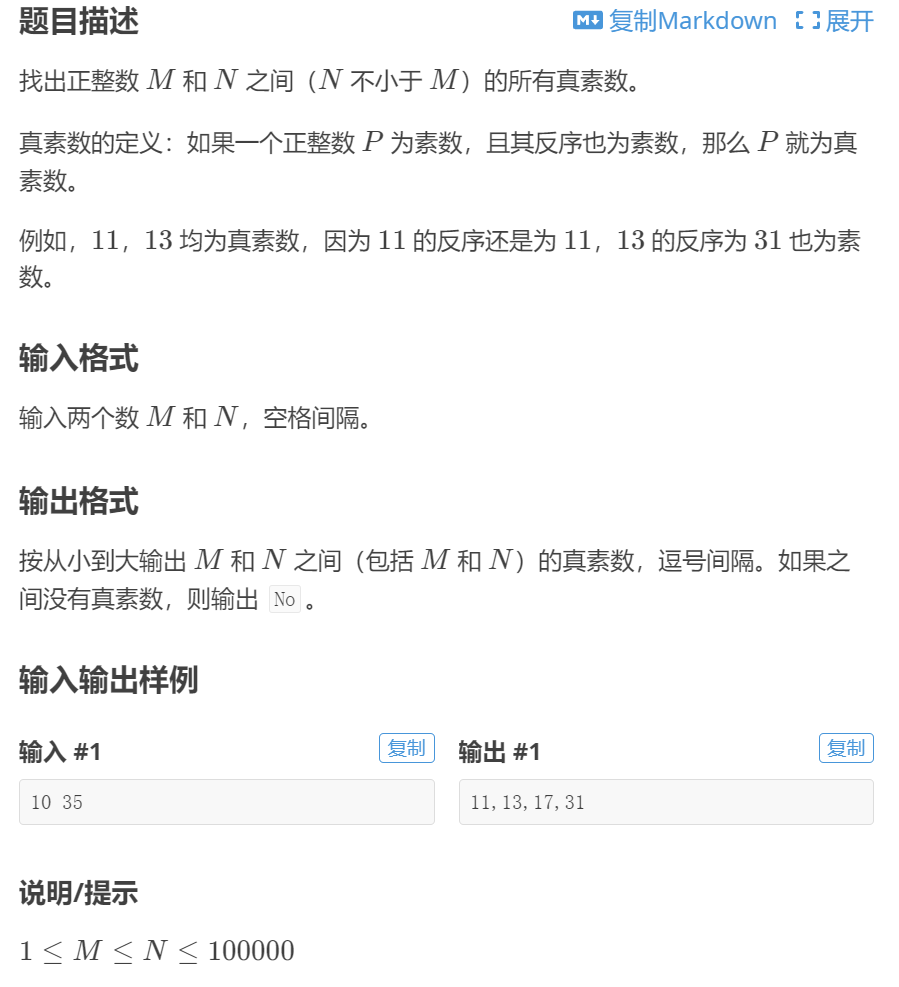 题目描述
M↓ 复制Markdown 展开
找出正整数 M 和 N 之间（N 不小于 M）的所有真素数。
真素数的定义：如果一个正整数 P 为素数，且其反序也为素数，那么 P 就为真
素数。
例如，11，13 均为真素数，因为 11 的反序还是为 11，13 的反序为 31 也为素
数。
输入格式
输入两个数 M 和 N，空格间隔。
输出格式
按从小到大输出 M 和 N 之间（包括 M 和 N）的真素数，逗号间隔。如果之
间没有真素数，则输出 No 。
输入输出样例
输入 #1 复制
10 35
输出 #1 复制
11,13,17,31
说明/提示
1 ≤ M ≤ N ≤ 100000